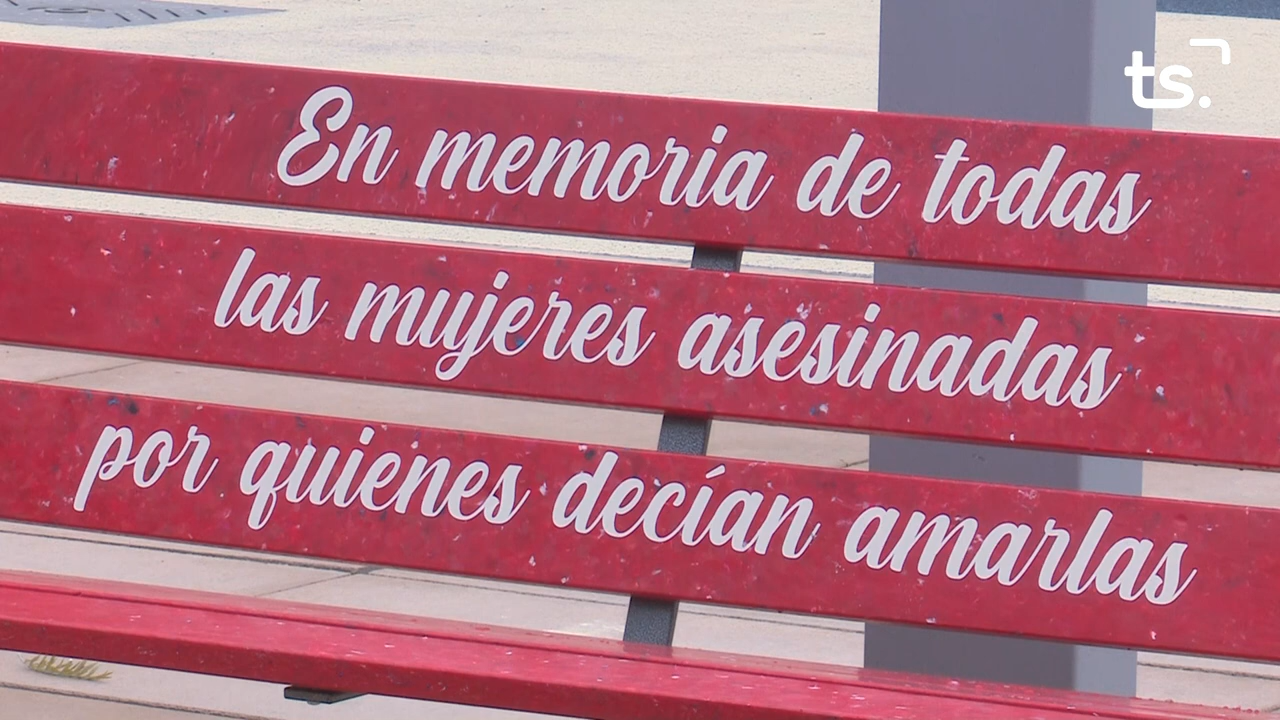 ts.
En memoria de todas
las mujeres asesinadas
por quienes decían amarlas